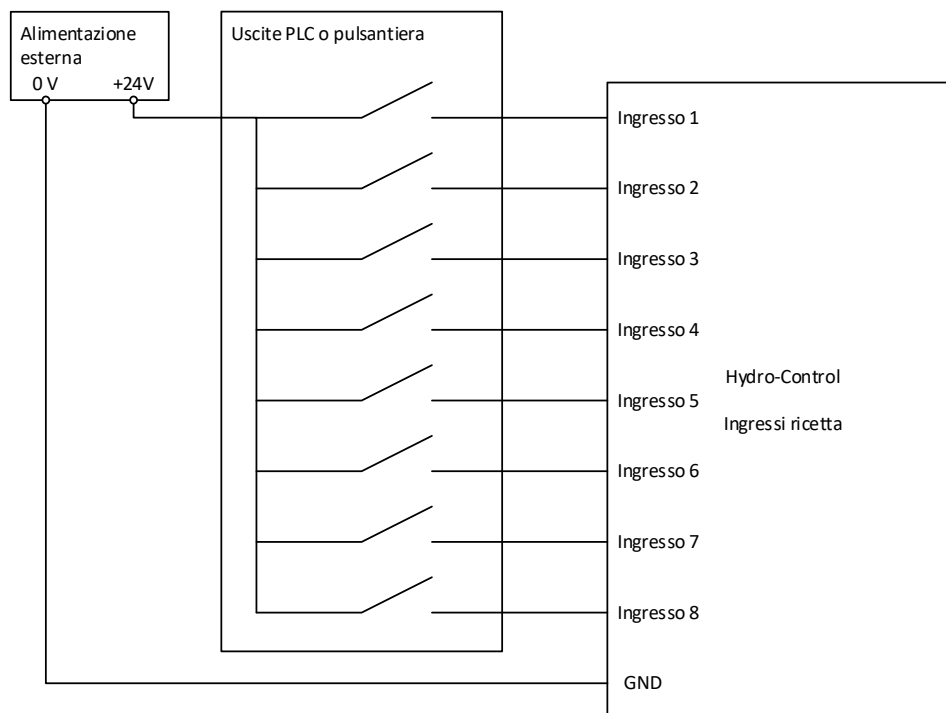 Alimentazione
esterna
0 V
+24V
Uscite PLC o pulsantiera
Ingresso 1
Ingresso 2
Ingresso 3
Ingresso 4
Ingresso 5
Ingresso 6
Ingresso 7
Ingresso 8
GND
Hydro-Control
Ingressi ricetta